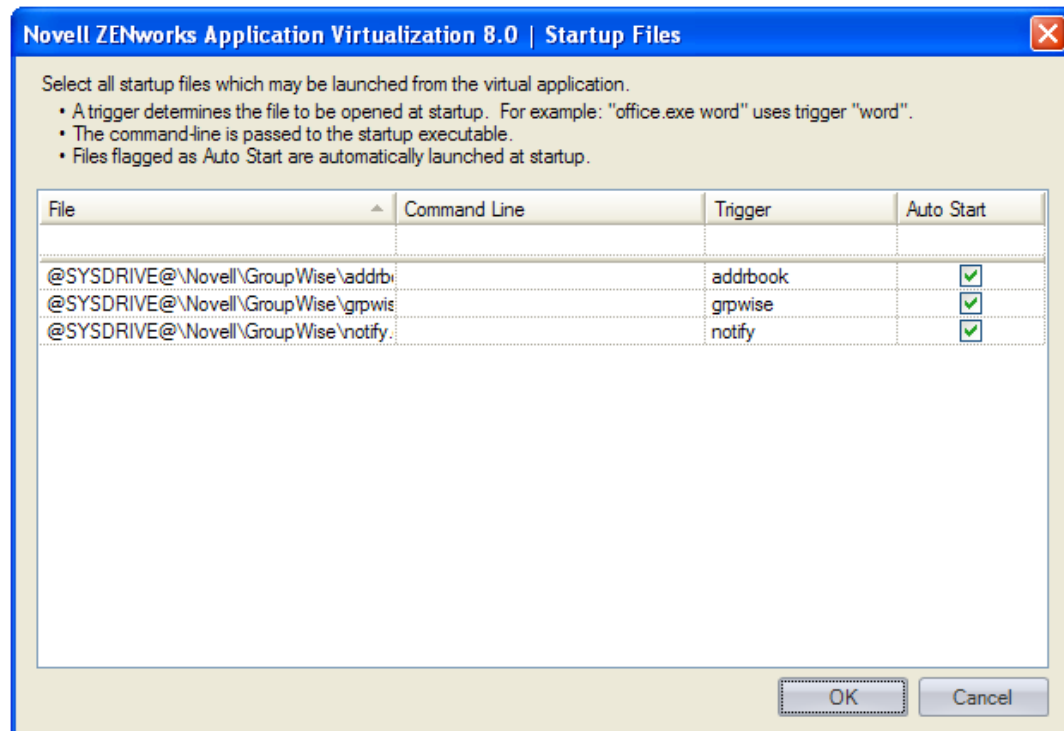 Novell ZENworks Application Virtualization 8.0 | Startup Files
Select all startup files which may be launched from the virtual application.
• A trigger determines the file to be opened at startup.  For example: "office.exe word" uses trigger "word".
• The command-line is passed to the startup executable.
• Files flagged as Auto Start are automatically launched at startup.
File Command Line Trigger Auto Start
@SYSDRIVE@\Novell\GroupWise\addrb addrbook
@SYSDRIVE@\Novell\GroupWise\grpwis grpwise
@SYSDRIVE@\Novell\GroupWise\notify. notify
OK Cancel